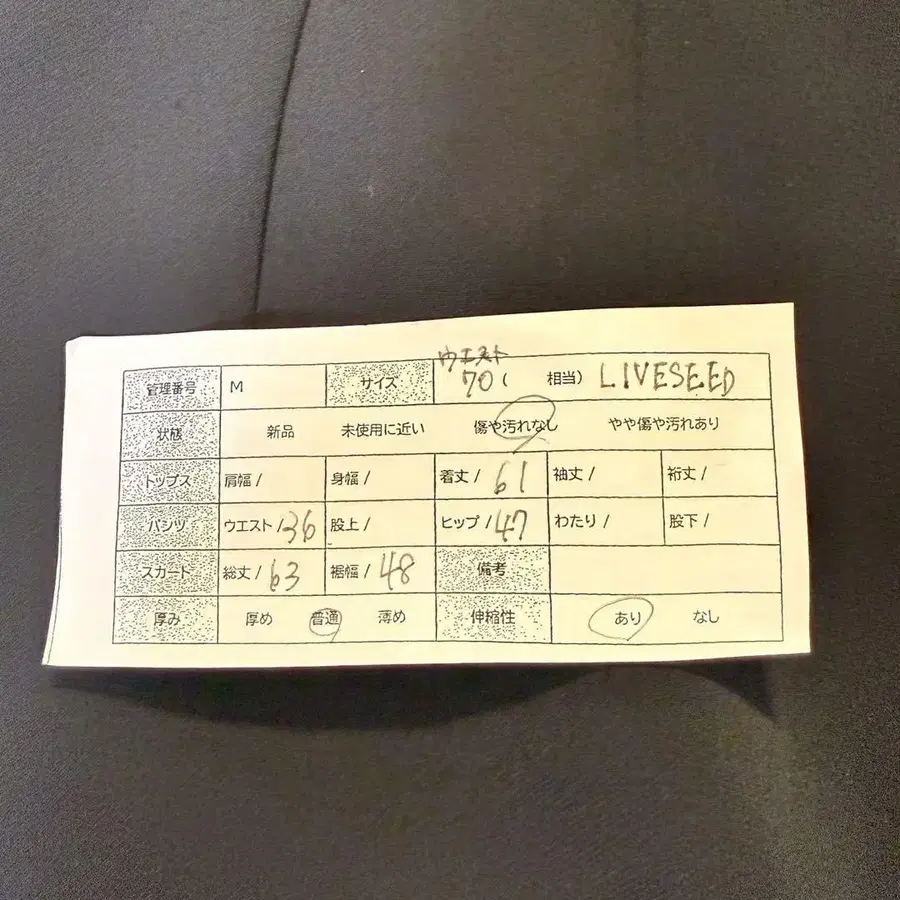 ウエスト
管理番号 M サイズ 70( 相当) LIVESEED
状態 新品 未使用に近い 傷や汚れなし やや傷や汚れあり
トップス 肩幅 / 身幅 / 着丈 / 61 袖丈 / 裄丈 /
パンツ ウエスト / 36 股上 / ヒップ / 47 わたり / 股下 /
スカート 総丈 / 63 裾幅 / 48 備考
厚み 厚め 普通 薄め 伸縮性 あり なし